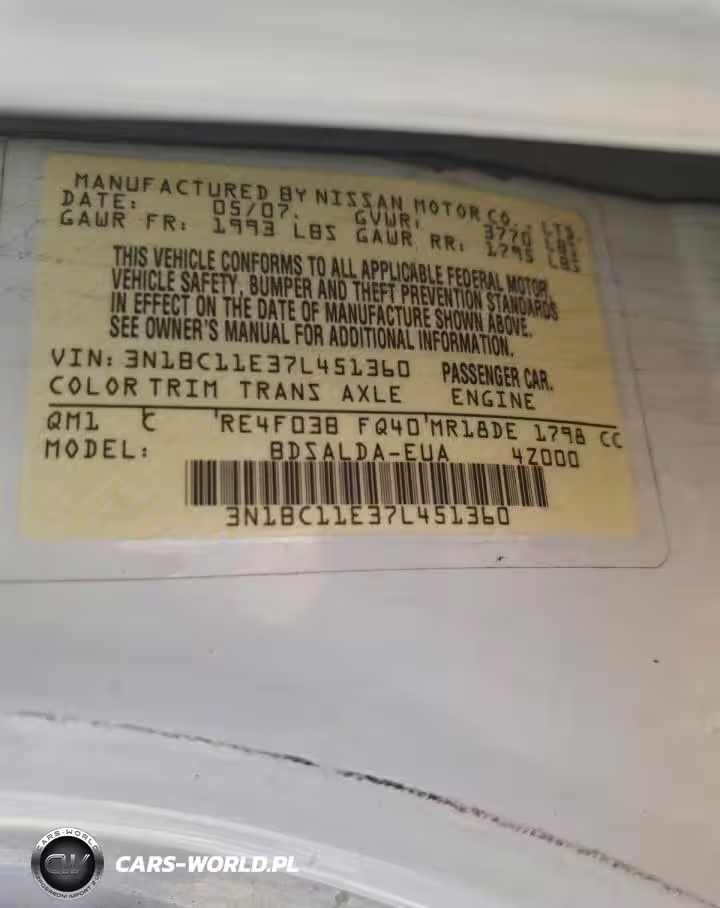 MANUFACTURED BY NISSAN MOTOR CO., LTD.
DATE: 05/07. GVWR: 3770 LBS
GAWR FR: 1993 LBS GAWR RR: 1795 LBS
THIS VEHICLE CONFORMS TO ALL APPLICABLE FEDERAL MOTOR
VEHICLE SAFETY, BUMPER AND THEFT PREVENTION STANDARDS
IN EFFECT ON THE DATE OF MANUFACTURE SHOWN ABOVE.
SEE OWNER'S MANUAL FOR ADDITIONAL INFORMATION.
VIN: 3N1BC11E37L451360 PASSENGER CAR.
COLOR TRIM TRANS AXLE ENGINE
QM1 C RE4F03B FQ40 MR18DE 1798 CC
MODEL: BDSALDA-EUA 4Z000
3N1BC11E37L451360
CARS-WORLD
CW
CARS-WORLD.PL